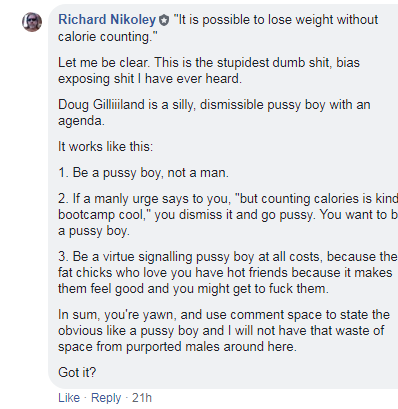 Richard Nikoley "It is possible to lose weight without
calorie counting."
Let me be clear. This is the stupidest dumb shit, bias
exposing shit I have ever heard.
Doug Gilliiiland is a silly, dismissible pussy boy with an
agenda.
It works like this:
1. Be a pussy boy, not a man.
2. If a manly urge says to you, "but counting calories is kind
bootcamp cool," you dismiss it and go pussy. You want to b
a pussy boy.
3. Be a virtue signalling pussy boy at all costs, because the
fat chicks who love you have hot friends because it makes
them feel good and you might get to fuck them.
In sum, you're yawn, and use comment space to state the
obvious like a pussy boy and I will not have that waste of
space from purported males around here.
Got it?
Like · Reply · 21h